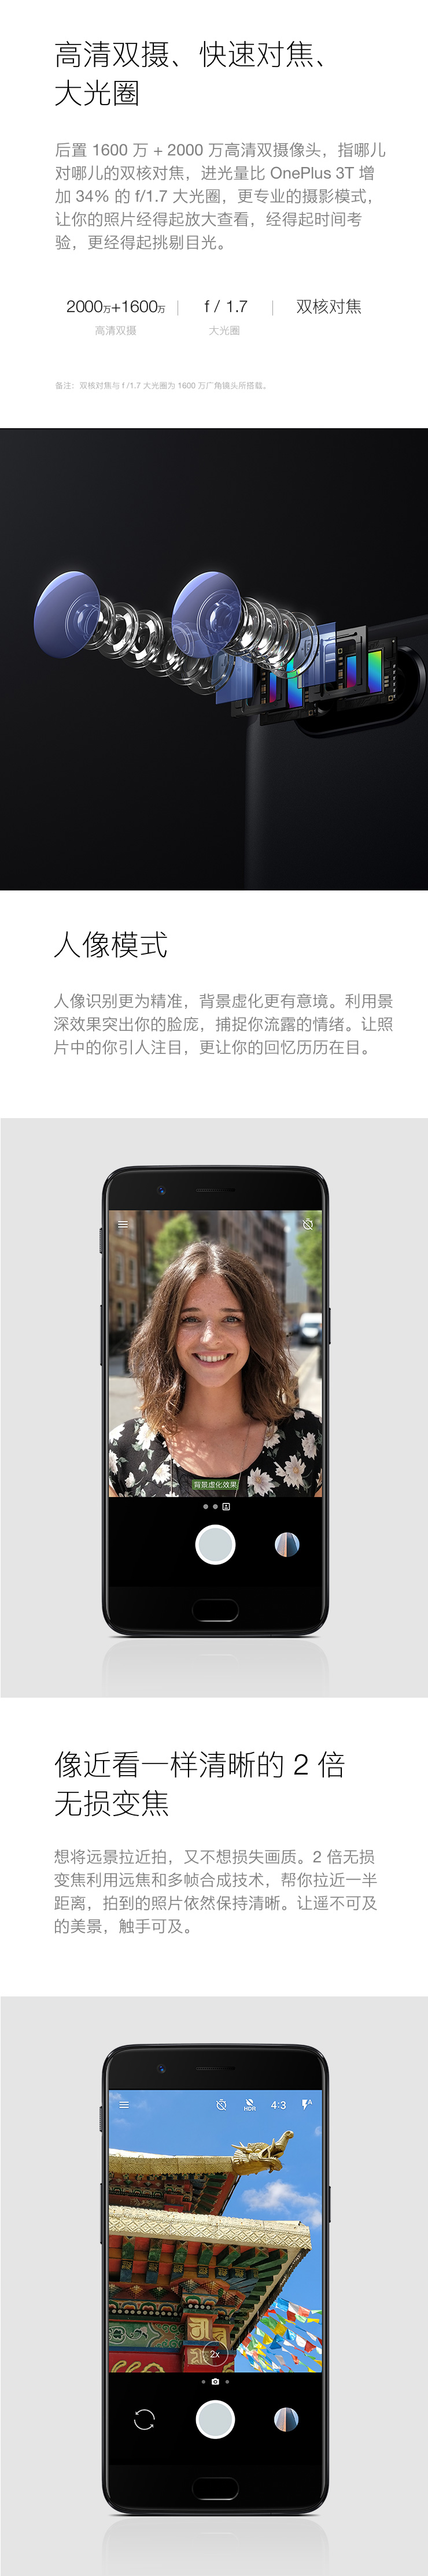 高清双摄、快速对焦、
大光圈
后置 1600 万 + 2000 万高清双摄像头，指哪儿
对哪儿的双核对焦，进光量比 OnePlus 3T 增
加 34% 的 f/1.7 大光圈，更专业的摄影模式，
让你的照片经得起放大查看，经得起时间考
验，更经得起挑剔目光。
2000万+1600万 | f / 1.7 | 双核对焦
高清双摄 大光圈
备注：双核对焦与 f /1.7 大光圈为 1600 万广角镜头所搭载。
人像模式
人像识别更为精准，背景虚化更有意境。利用景
深效果突出你的脸庞，捕捉你流露的情绪。让照
片中的你引人注目，更让你的回忆历历在目。
背景虚化效果
像近看一样清晰的 2 倍
无损变焦
想将远景拉近拍，又不想损失画质。2 倍无损
变焦利用远焦和多帧合成技术，帮你拉近一半
距离，拍到的照片依然保持清晰。让遥不可及
的美景，触手可及。
HDR 4:3 A
2x